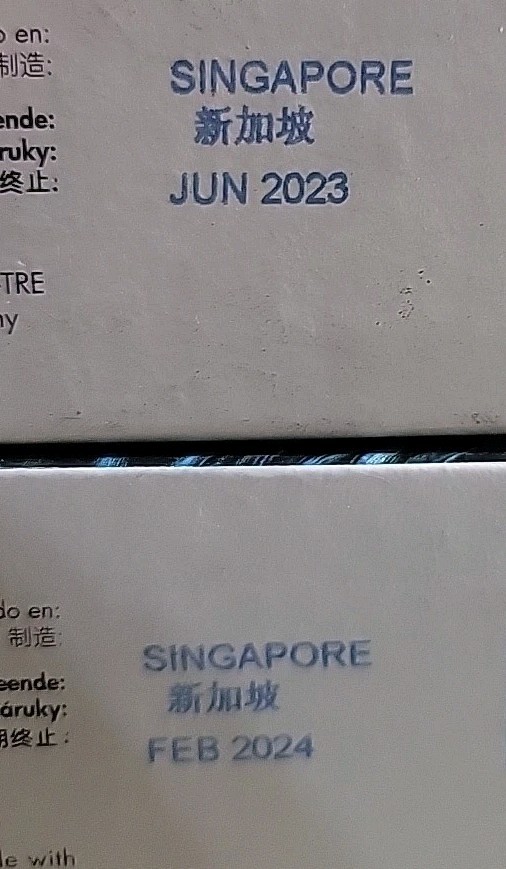 o en:
制造:
SINGAPORE
新加坡
ende:
ruky:
终止:
JUN 2023
TRE
ny
do en:
制造:
SINGAPORE
新加坡
eende:
áruky:
期终止:
FEB 2024
le with